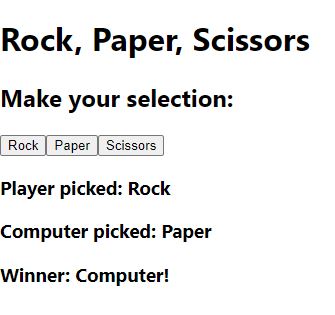 Rock, Paper, Scissors
Make your selection:
Rock Paper Scissors
Player picked: Rock
Computer picked: Paper
Winner: Computer!